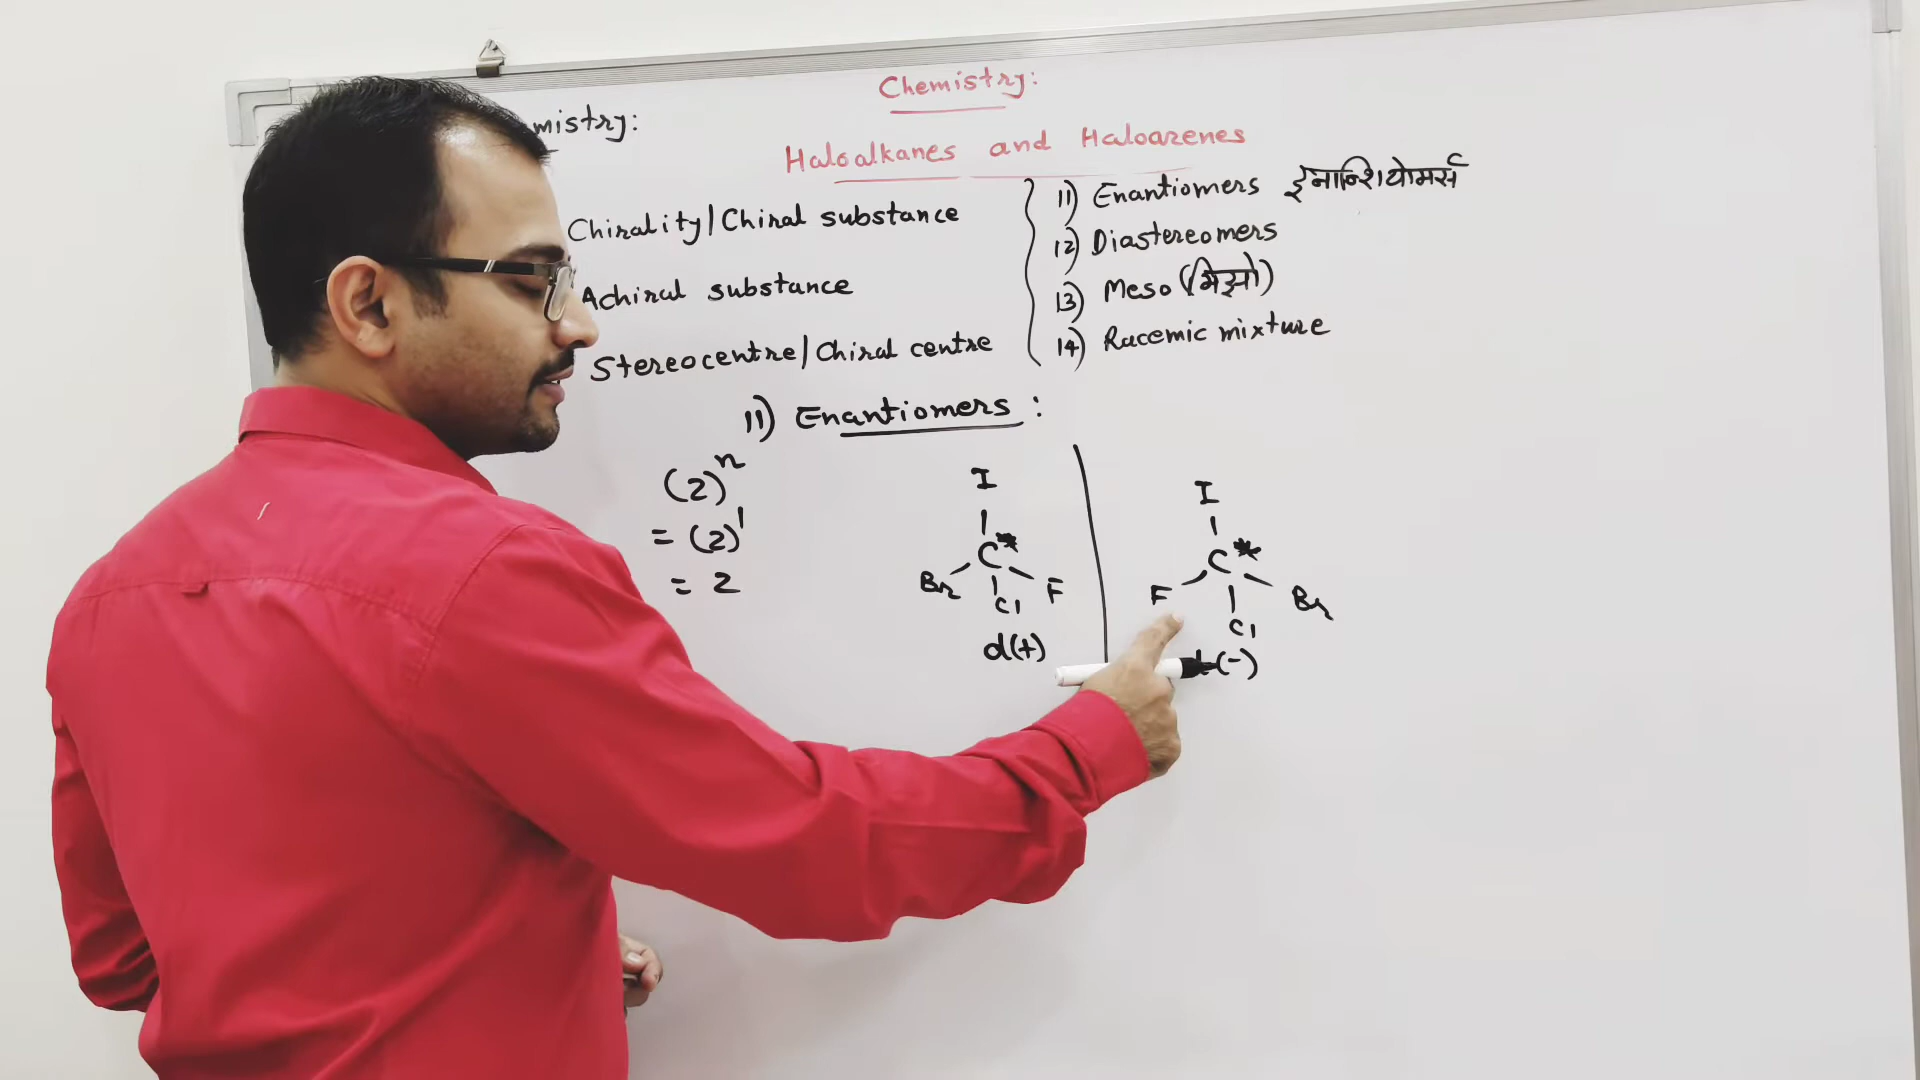 Chemistry:
mistry:
Haloalkanes and Haloarenes
Chirality/Chiral substance
Achiral substance
Stereocentre/Chiral centre
11) Enantiomers इनान्शियोमर्स
12) Diastereomers
13) Meso (मिझो)
14) Racemic mixture
11) Enantiomers:
(2)ⁿ
= (2)¹
= 2
I
C*
Br Cl F
d(+)
I
C*
F Cl Br
(-)